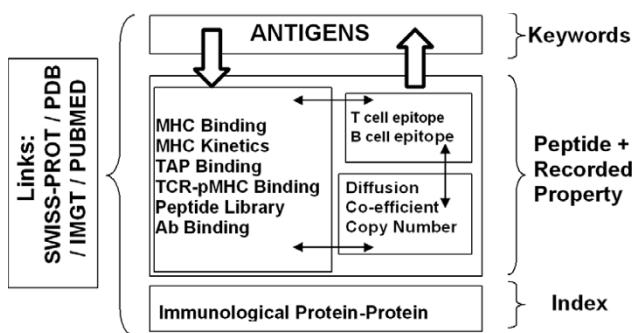 Links:
SWISS-PROT / PDB
/ IMGT / PUBMED
ANTIGENS
Keywords
MHC Binding
MHC Kinetics
TAP Binding
TCR-pMHC Binding
Peptide Library
Ab Binding
T cell epitope
B cell epitope
Diffusion
Co-efficient
Copy Number
Peptide +
Recorded
Property
Immunological Protein-Protein
Index